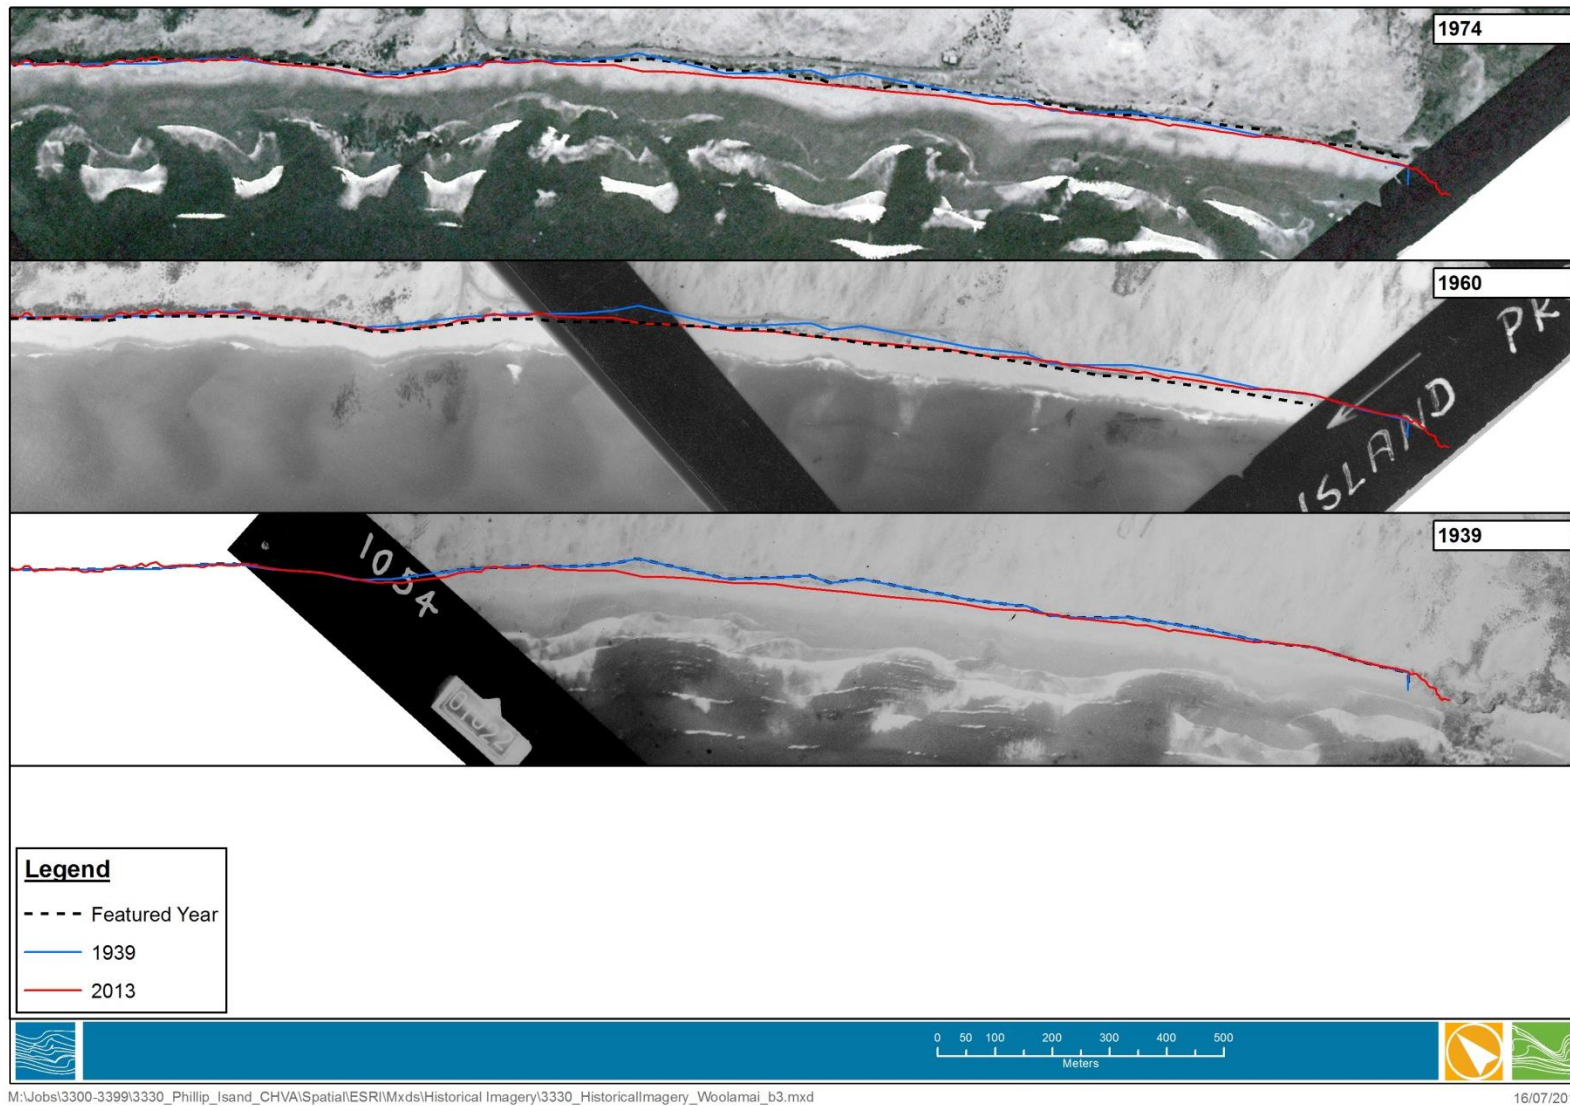 1974
1960
PK
ISLAND
1939
1054
Legend
Featured Year
1939
2013
0 50 100 200 300 400 500
Meters
M:\Jobs\3300-3399\3330_Phillip_Isand_CHVA\Spatial\ESRI\Mxds\Historical Imagery\3330_HistoricalImagery_Woolamai_b3.mxd
16/07/201